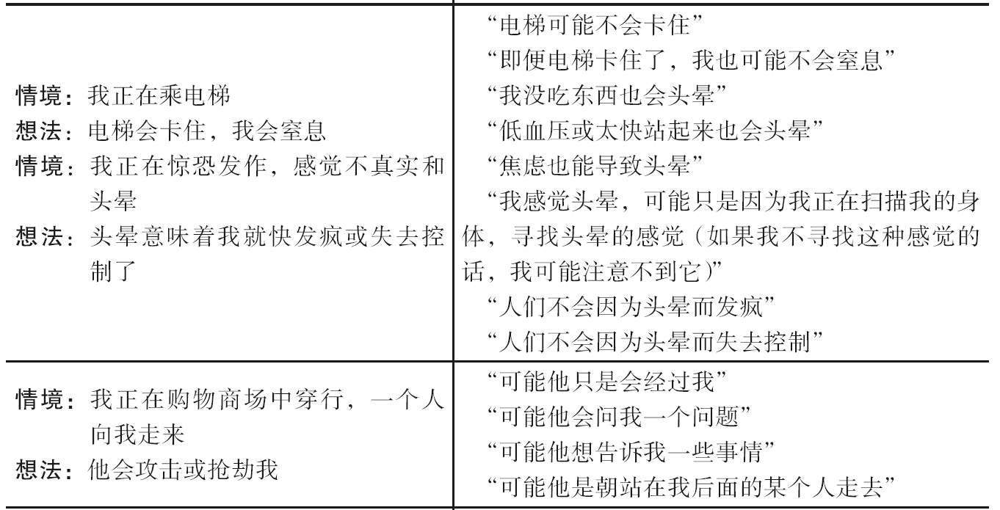 情境：我正在乘电梯
想法：电梯会卡住，我会窒息
情境：我正在惊恐发作，感觉不真实和
头晕
想法：头晕意味着我就快发疯或失去控
制了
“电梯可能不会卡住”
“即便电梯卡住了，我也可能不会窒息”
“我没吃东西也会头晕”
“低血压或太快站起来也会头晕”
“焦虑也能导致头晕”
“我感觉头晕，可能只是因为我正在扫描我的身
体，寻找头晕的感觉（如果我不寻找这种感觉的
话，我可能注意不到它）”
“人们不会因为头晕而发疯”
“人们不会因为头晕而失去控制”
情境：我正在购物商场中穿行，一个人
向我走来
想法：他会攻击或抢劫我
“可能他只是会经过我”
“可能他会问我一个问题”
“可能他想告诉我一些事情”
“可能他是朝站在我后面的某个人走去”